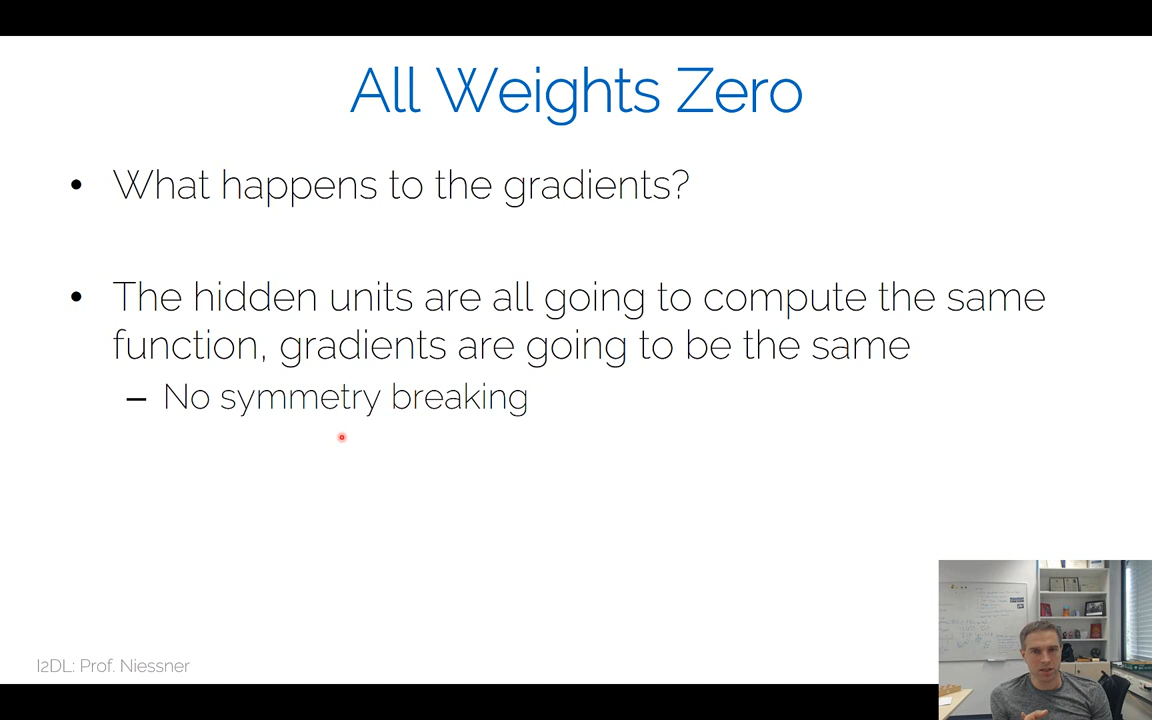 All Weights Zero
• What happens to the gradients?
• The hidden units are all going to compute the same
function, gradients are going to be the same
– No symmetry breaking
I2DL: Prof. Niessner